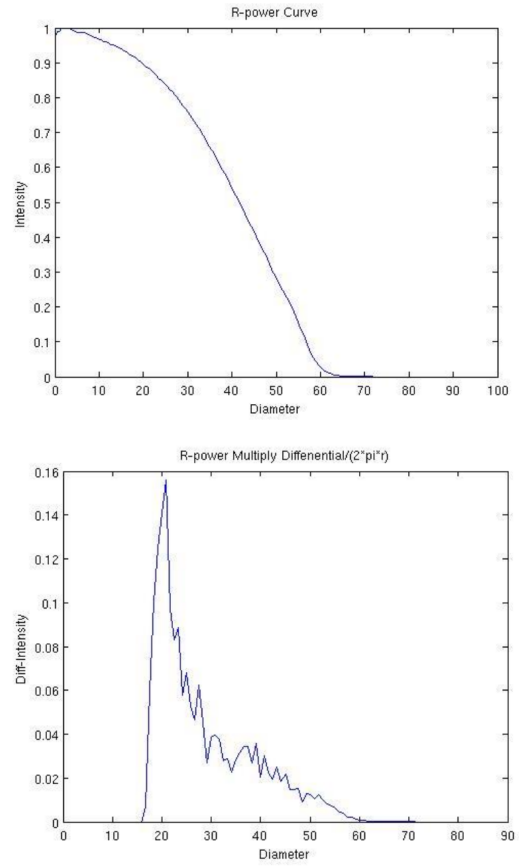 R-power Curve
1
0.9
0.8
0.7
0.6
0.5
0.4
0.3
0.2
0.1
0
Intensity
0 10 20 30 40 50 60 70 80 90 100
Diameter
R-power Multiply Diffenential/(2*pi*r)
0.16
0.14
0.12
0.1
0.08
0.06
0.04
0.02
0
Diff-Intensity
0 10 20 30 40 50 60 70 80 90
Diameter